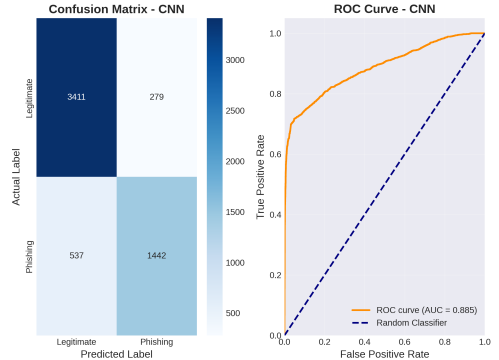 Confusion Matrix - CNN
Legitimate
Phishing
Actual Label
3411
279
537
1442
Legitimate
Phishing
Predicted Label
3000
2500
2000
1500
1000
500
ROC Curve - CNN
True Positive Rate
1.0
0.8
0.6
0.4
0.2
0.0
0.0
0.2
0.4
0.6
0.8
1.0
False Positive Rate
ROC curve (AUC = 0.885)
Random Classifier